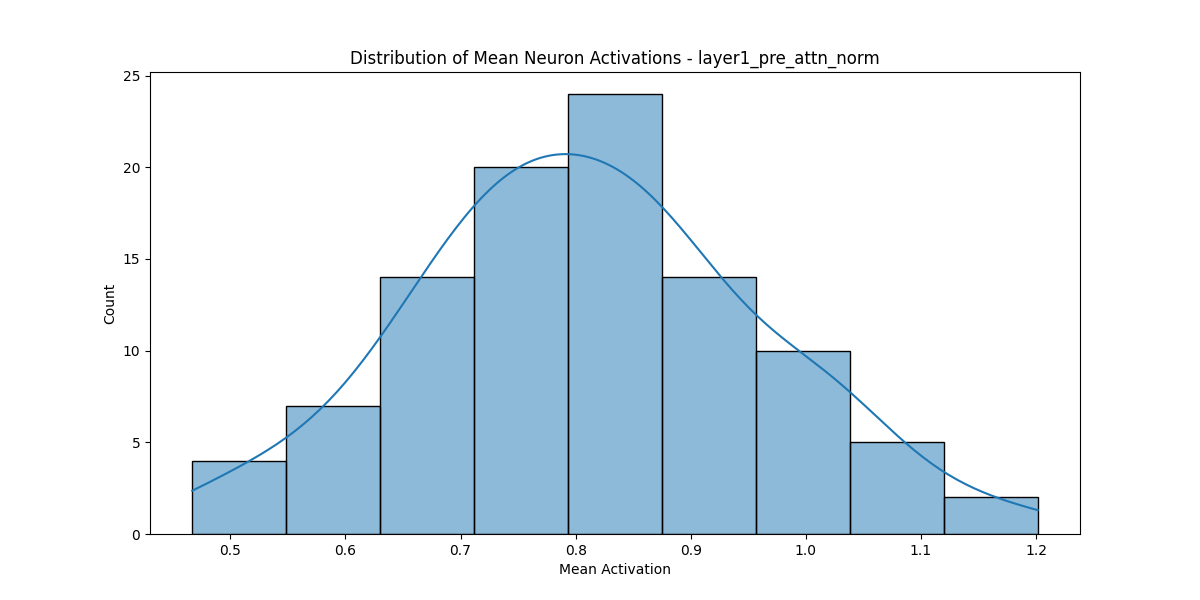 Distribution of Mean Neuron Activations - layer1_pre_attn_norm
25
20
15
10
5
0
Count
0.5 0.6 0.7 0.8 0.9 1.0 1.1 1.2
Mean Activation